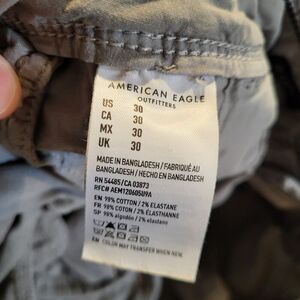 AMERICAN EAGLE
OUTFITTERS
US 30
CA 30
MX 30
UK 30
MADE IN BANGLADESH / FABRIQUÉ AU
BANGLADESH / HECHO EN BANGLADESH
RN 54485/CA 03873
RFC# AEM120605U9A
EN 98% COTTON / 2% ELASTANE
FR 98% COTON / 2% ÉLASTHANNE
SP 98% algodón / 2% elastano
EN COLOR MAY TRANSFER WHEN NEW.